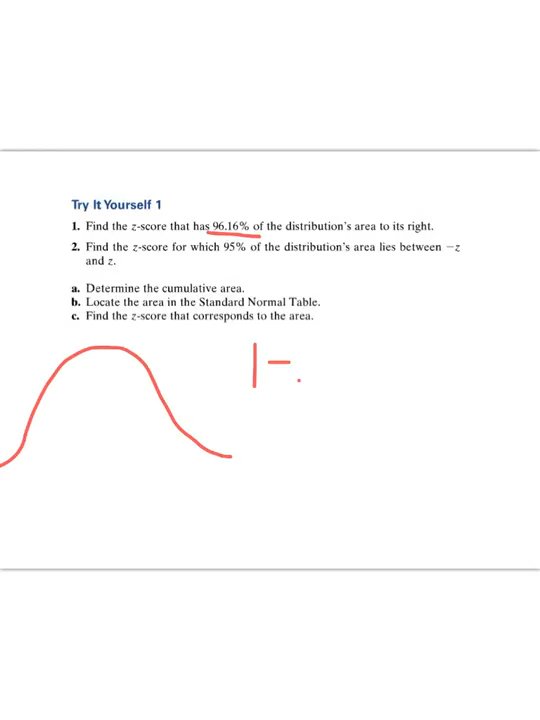 Try It Yourself 1
1. Find the z-score that has 96.16% of the distribution's area to its right.
2. Find the z-score for which 95% of the distribution's area lies between −z
and z.
a. Determine the cumulative area.
b. Locate the area in the Standard Normal Table.
c. Find the z-score that corresponds to the area.
1 − .